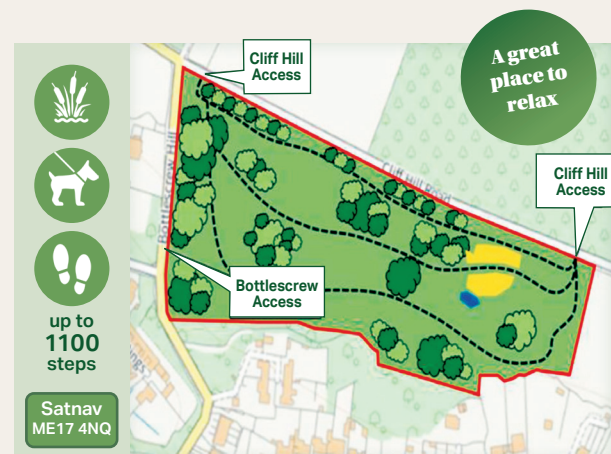 A great
place to
relax
Cliff Hill
Access
Cliff Hill Road
Cliff Hill
Access
Bottlescrew Hill
Bottlescrew
Access
up to
1100
steps
Satnav
ME17 4NQ